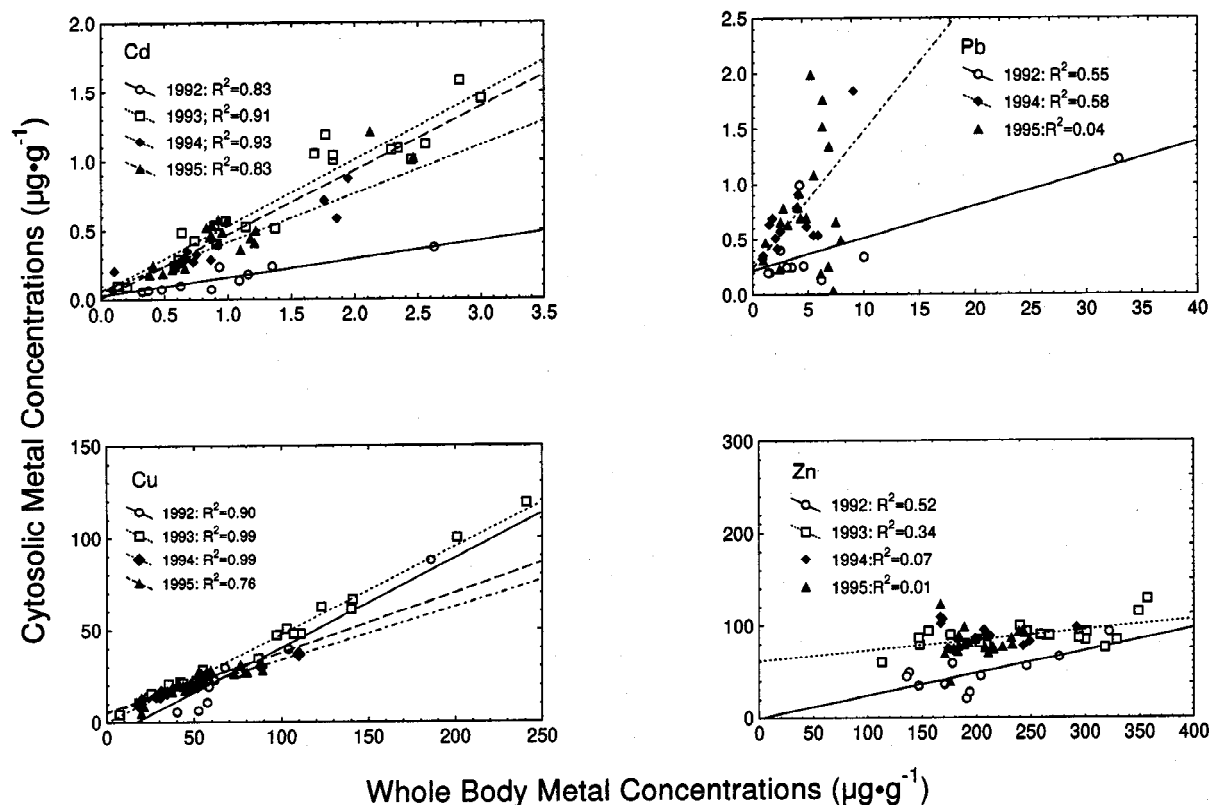 Cytosolic Metal Concentrations (µg•g⁻¹)
2.0
1.5
1.0
0.5
0.0
Cd
1992: R²=0.83
1993; R²=0.91
1994; R²=0.93
1995: R²=0.83
0.0 0.5 1.0 1.5 2.0 2.5 3.0 3.5
2.5
2.0
1.5
1.0
0.5
0.0
Pb
1992: R²=0.55
1994: R²=0.58
1995:R²=0.04
0 5 10 15 20 25 30 35 40
150
100
50
0
Cu
1992: R²=0.90
1993: R²=0.99
1994: R²=0.99
1995: R²=0.76
0 50 100 150 200 250
300
200
100
0
Zn
1992: R²=0.52
1993: R²=0.34
1994: R²=0.07
1995:R²=0.01
0 50 100 150 200 250 300 350 400
Whole Body Metal Concentrations (µg•g⁻¹)